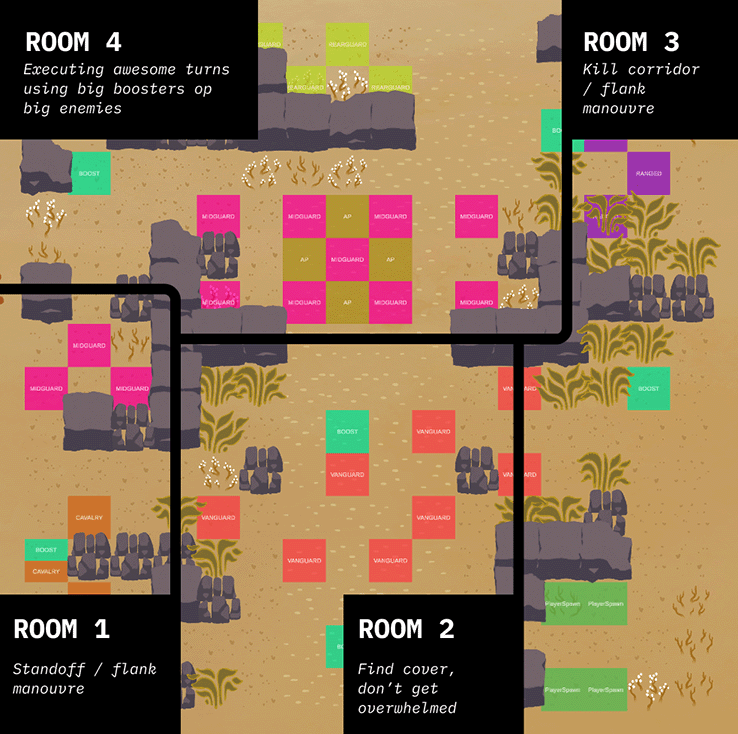 ROOM 4
Executing awesome turns
using big boosters op
big enemies
ROOM 3
Kill corridor
/ flank
manouvre
REARGUARD
REARGUARD
BOOST
RANGED
MIDGUARD
MIDGUARD
AP
MIDGUARD
MIDGUARD
AP
MIDGUARD
AP
MIDGUARD
MIDGUARD
AP
MIDGUARD
MIDGUARD
MIDGUARD
MIDGUARD
MIDGUARD
VANGUARD
BOOST
BOOST
VANGUARD
VANGUARD
CAVALRY
VANGUARD
VANGUARD
BOOST
CAVALRY
VANGUARD
VANGUARD
PlayerSpawn PlayerSpawn
PlayerSpawn PlayerSpawn
ROOM 1
Standoff / flank
manouvre
ROOM 2
Find cover,
don't get
overwhelmed